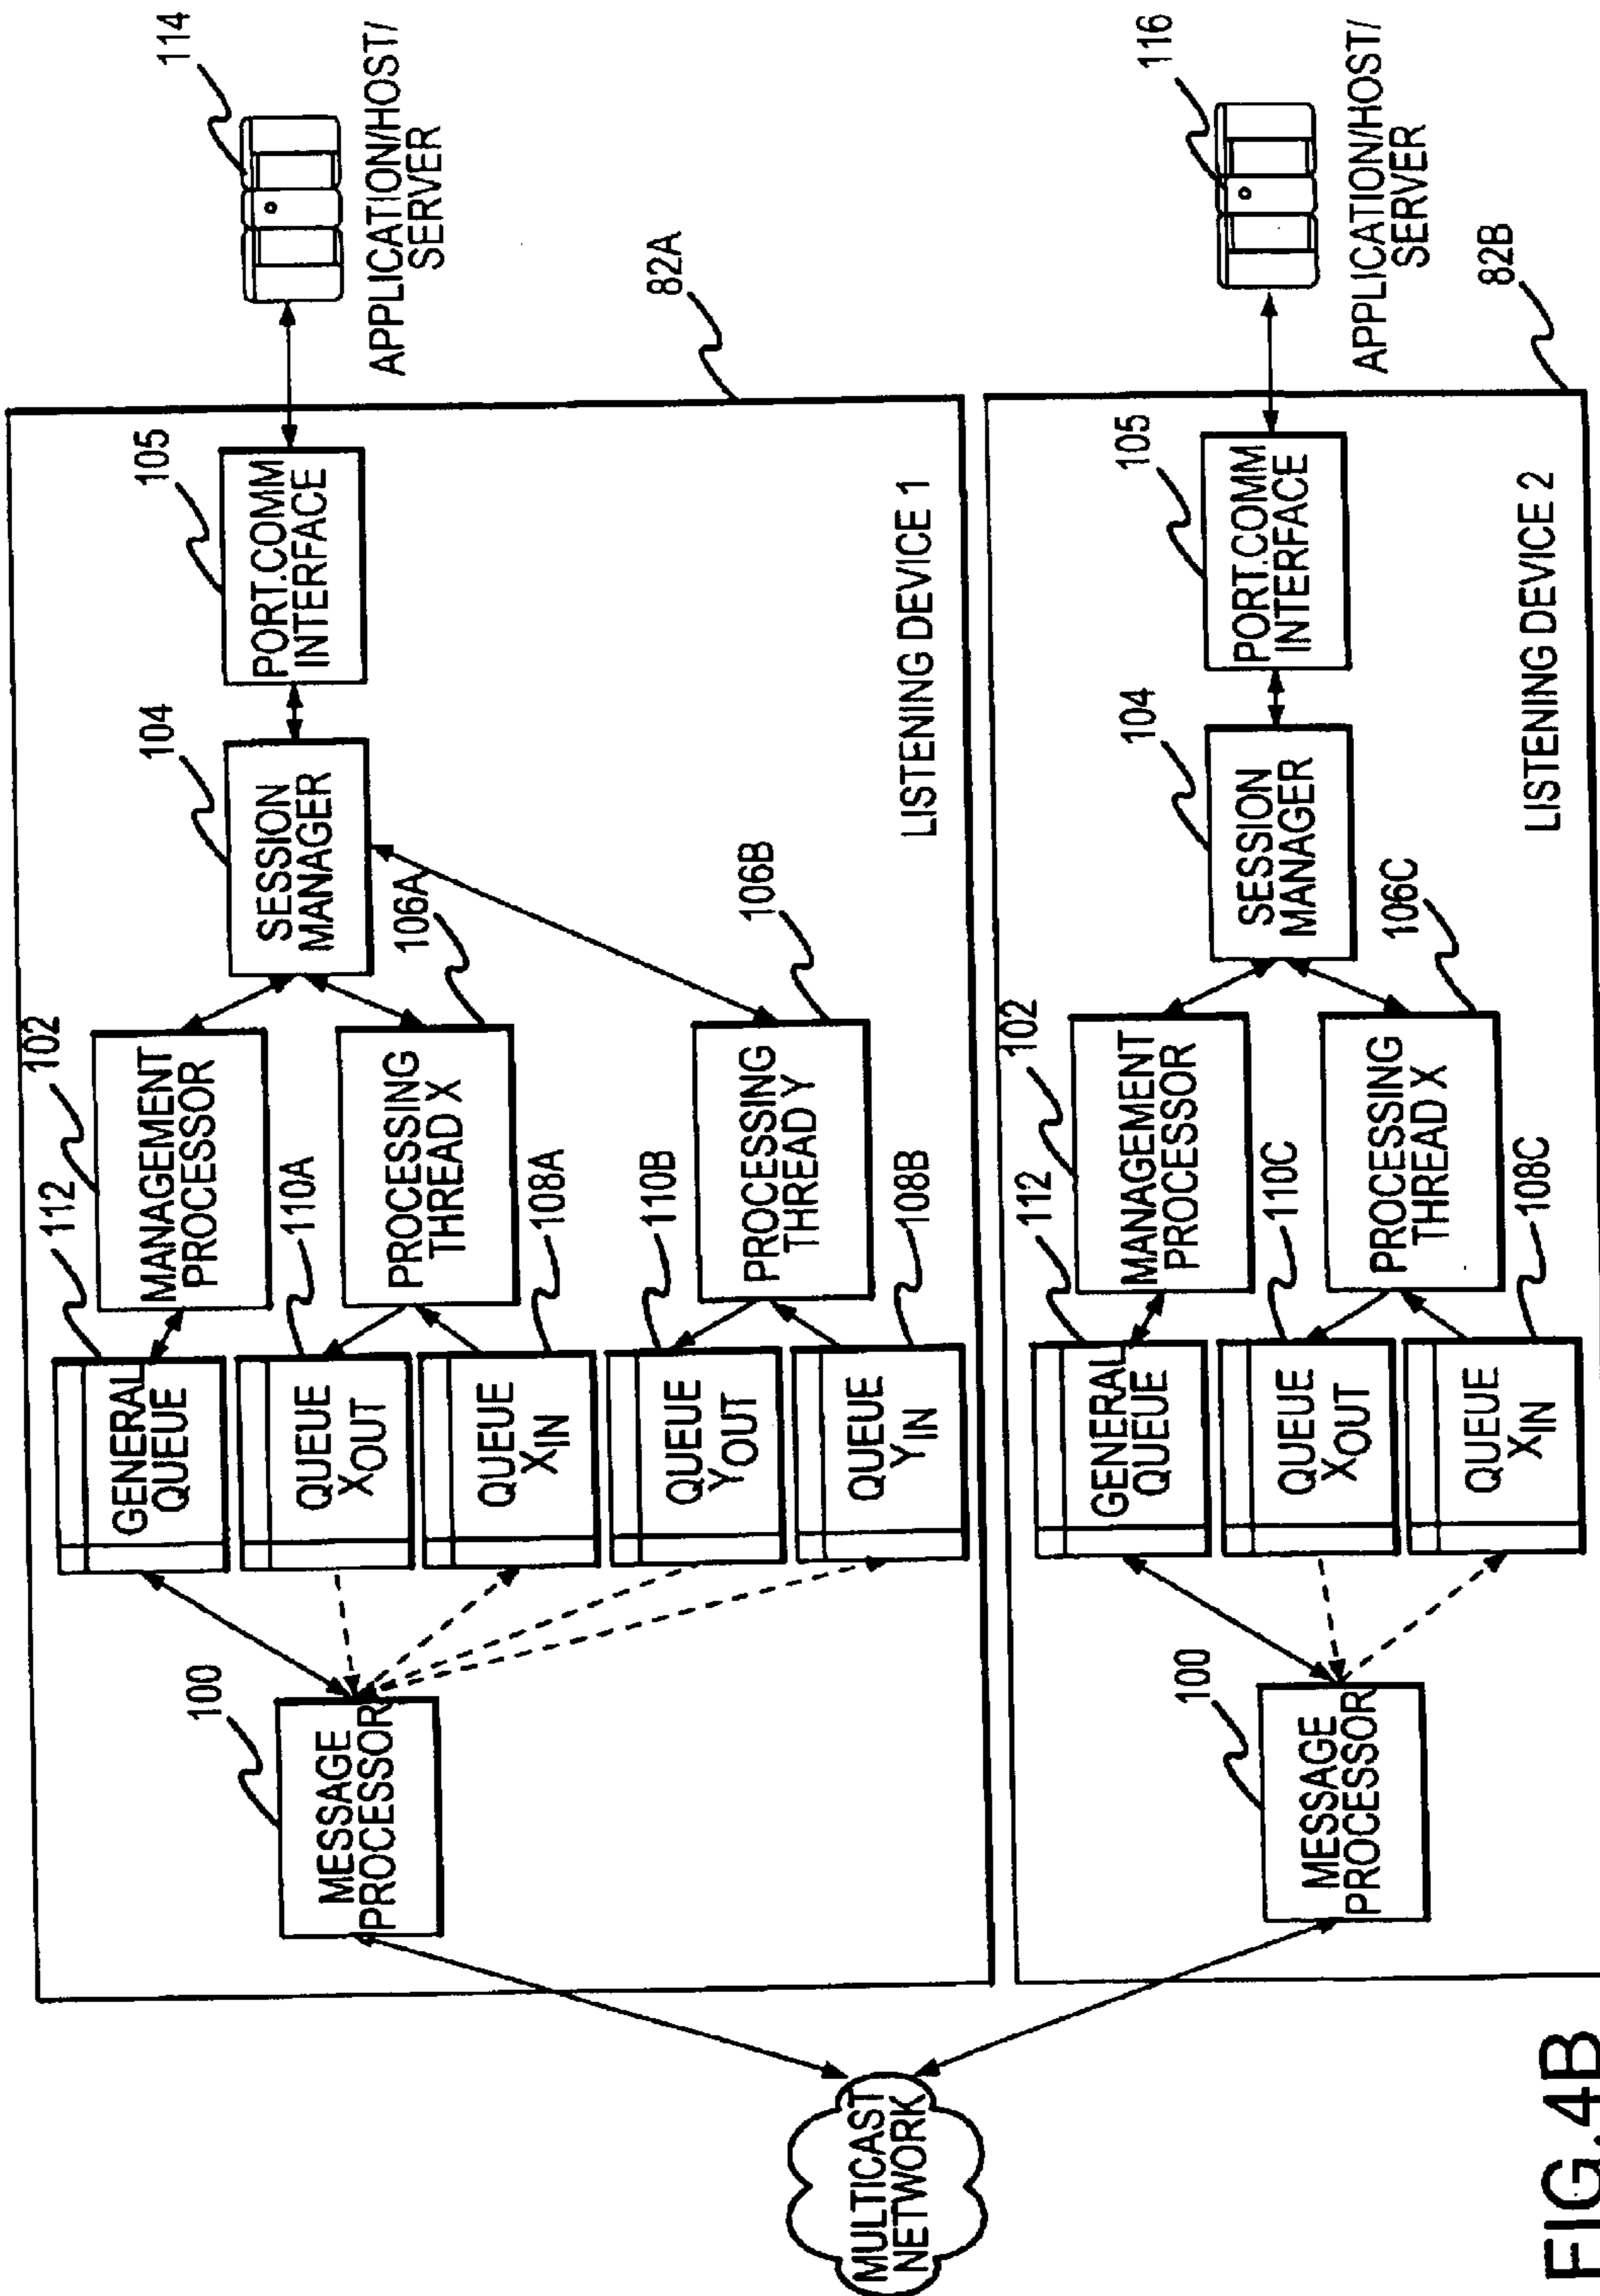 MULTICAST
NETWORK
100
MESSAGE
PROCESSOR
112
GENERAL
QUEUE
102
MANAGEMENT
PROCESSOR
110A
QUEUE
XOUT
PROCESSING
THREAD X
106A
108A
QUEUE
XIN
110B
QUEUE
YOUT
PROCESSING
THREAD Y
106B
108B
QUEUE
YIN
104
SESSION
MANAGER
105
PORT.COMM
INTERFACE
LISTENING DEVICE 1
82A
114
APPLICATION/HOST/
SERVER
100
MESSAGE
PROCESSOR
112
GENERAL
QUEUE
102
MANAGEMENT
PROCESSOR
110C
QUEUE
XOUT
PROCESSING
THREAD X
106C
108C
QUEUE
XIN
104
SESSION
MANAGER
105
PORT.COMM
INTERFACE
LISTENING DEVICE 2
82B
116
APPLICATION/HOST/
SERVER
FIG.4B